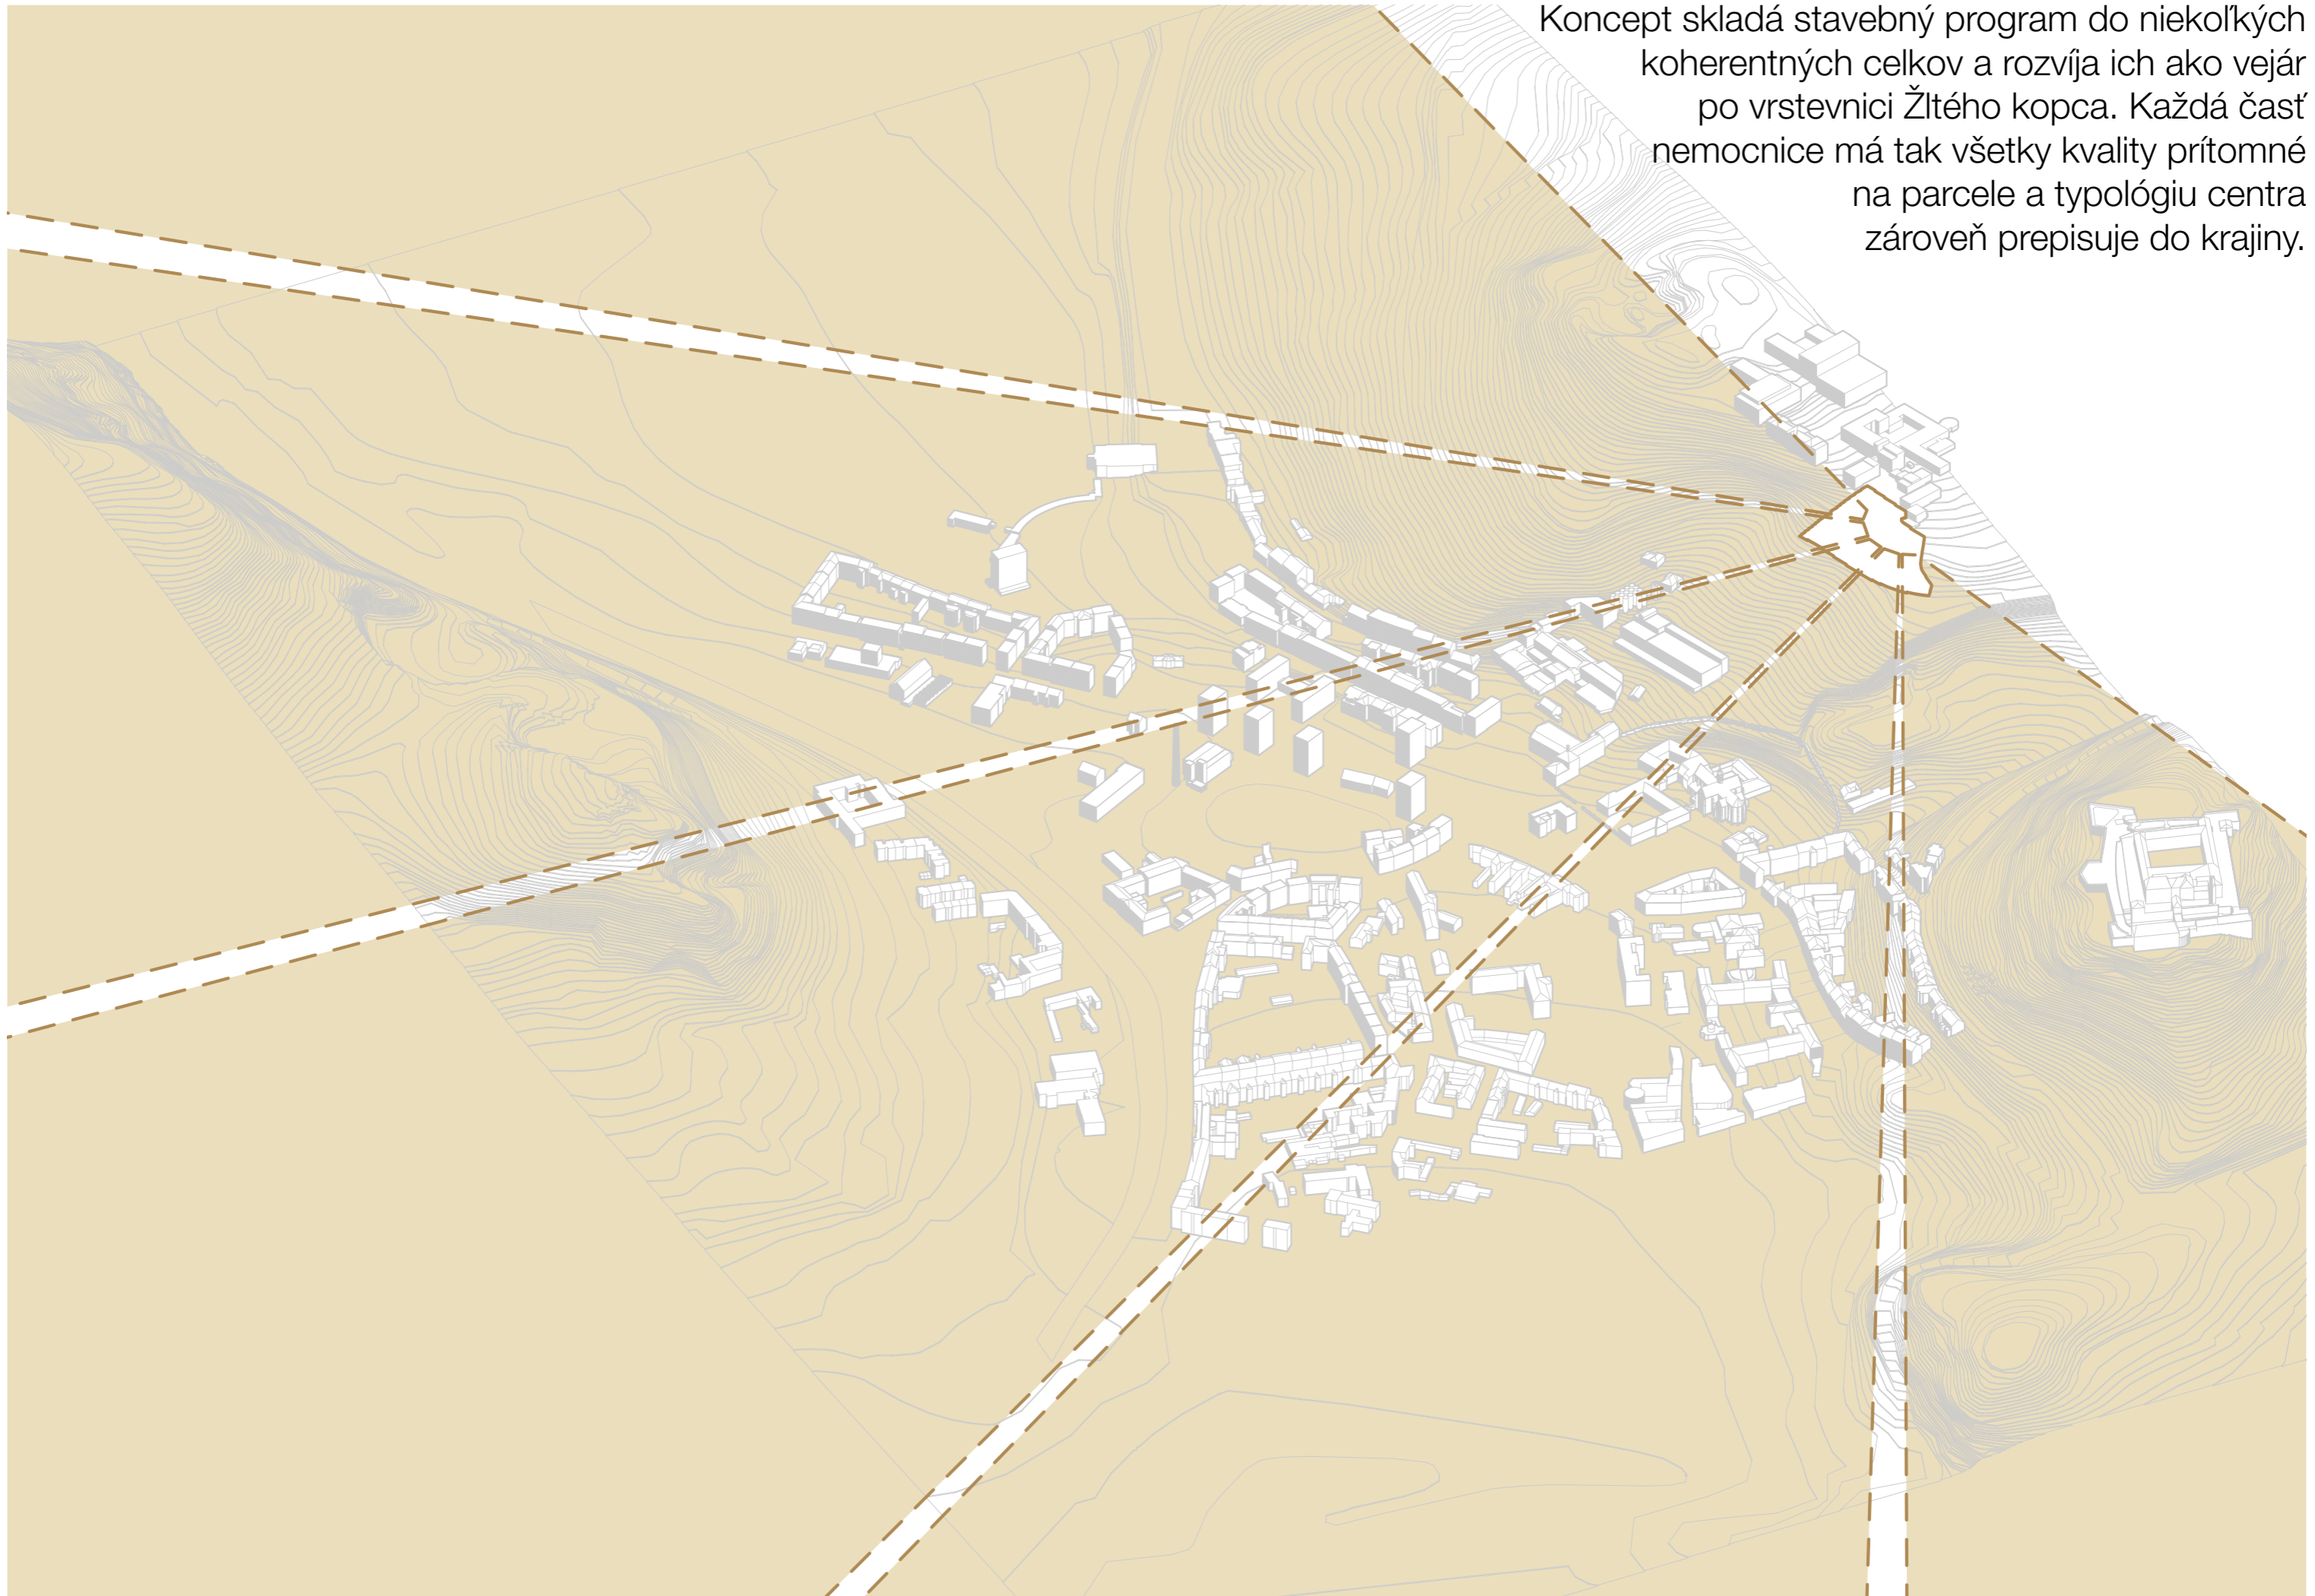 Koncept skladá stavebný program do niekoľkých
koherentných celkov a rozvíja ich ako vejár
po vrstevnici Žltého kopca. Každá časť
nemocnice má tak všetky kvality prítomné
na parcele a typológiu centra
zároveň prepisuje do krajiny.